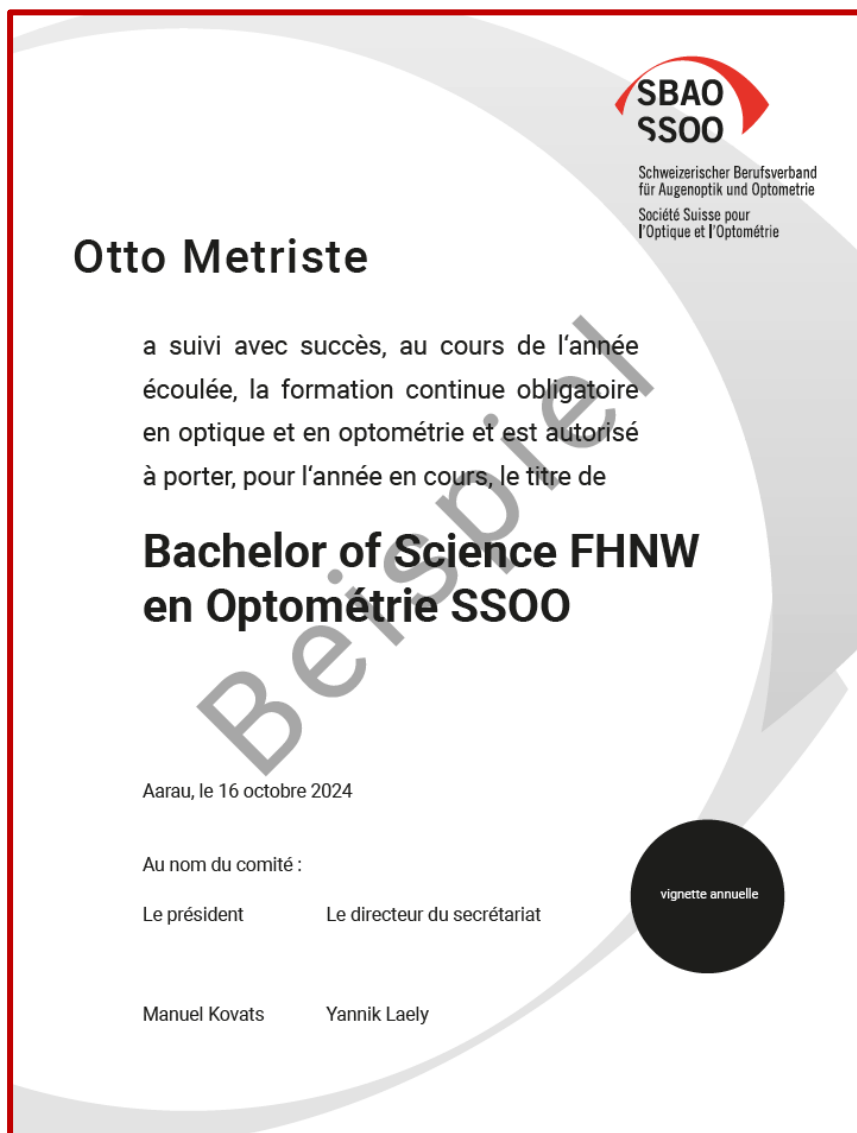 SBAO
SSOO
Schweizerischer Berufsverband
für Augenoptik und Optometrie
Société Suisse pour
l'Optique et l'Optométrie
Otto Metriste
a suivi avec succès, au cours de l‘année
écoulée, la formation continue obligatoire
en optique et en optométrie et est autorisé
à porter, pour l‘année en cours, le titre de
Bachelor of Science FHNW
en Optométrie SSOO
Beispiel
Aarau, le 16 octobre 2024
Au nom du comité :
vignette annuelle
Le président Le directeur du secrétariat
Manuel Kovats Yannik Laely